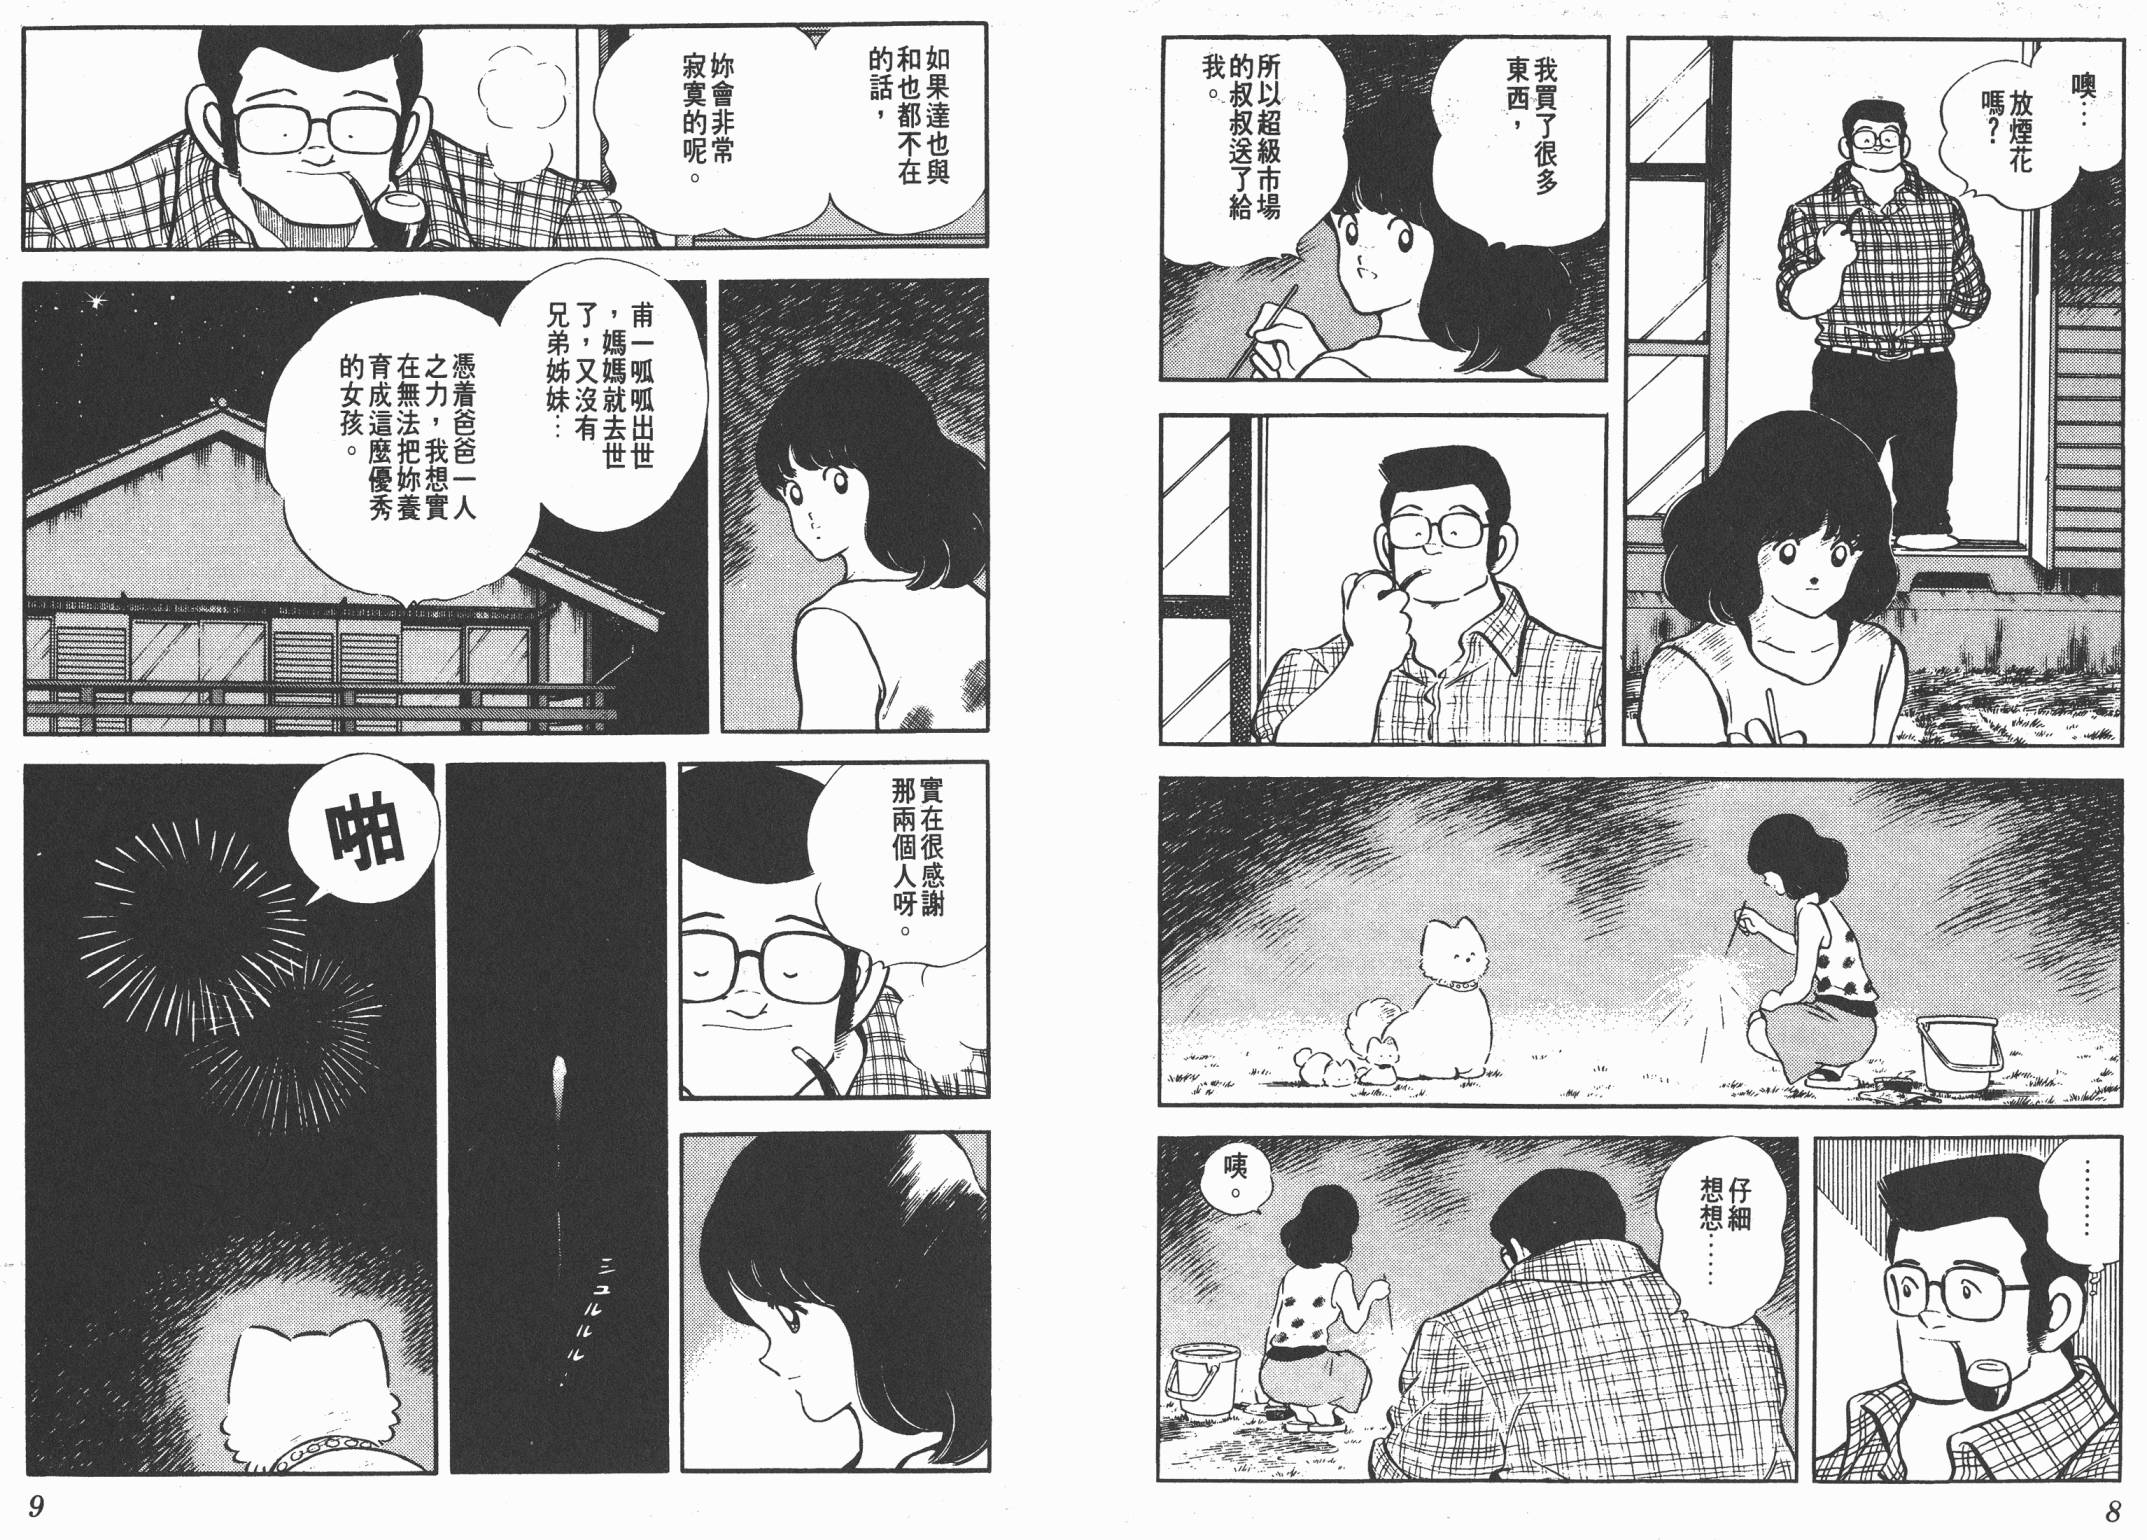 噢…
放煙花
嗎?
我買了很多
東西，
所以超級市場
的叔叔送了給
我。
………
仔細
想想……
咦。
8
如果達也與
和也都不在
的話，
妳會非常
寂寞的呢。
甫一呱呱出世
，媽媽就去世
了，又沒有
兄弟姊妹…
憑着爸爸一人
之力，我想實
在無法把妳養
育成這麼優秀
的女孩。
實在很感謝
那兩個人呀。
ミュルルルル
啪
9